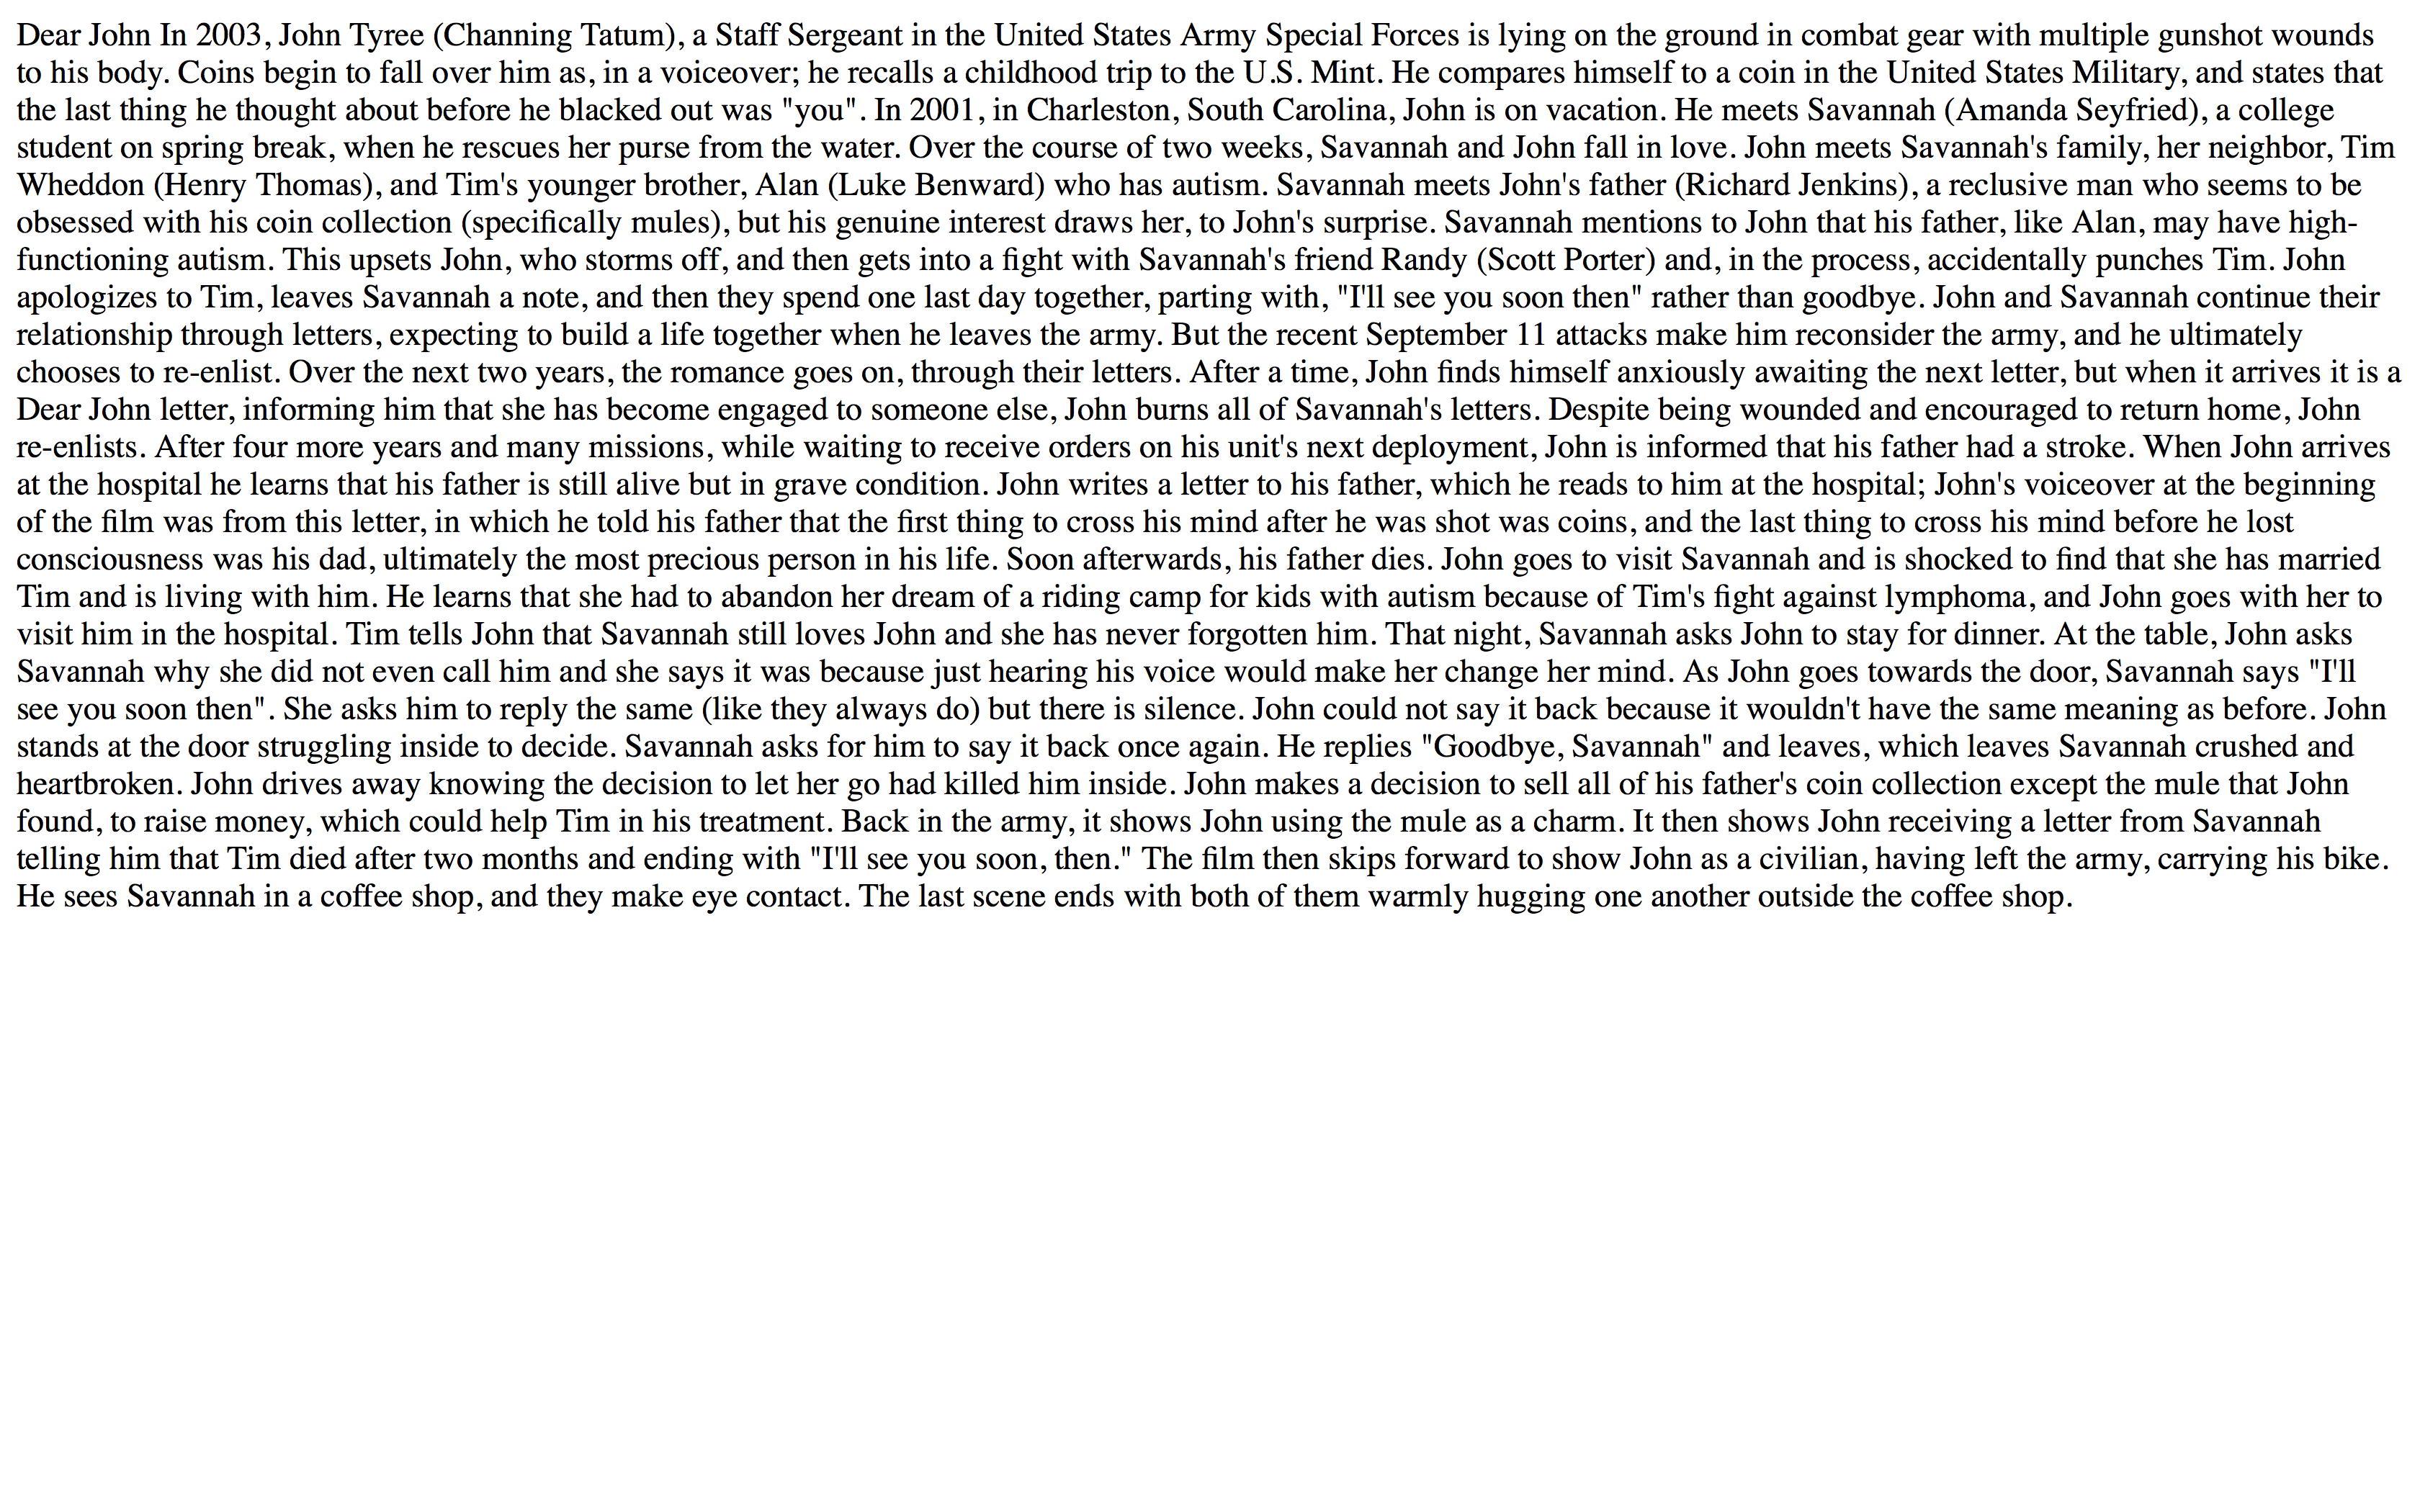 Dear John In 2003, John Tyree (Channing Tatum), a Staff Sergeant in the United States Army Special Forces is lying on the ground in combat gear with multiple gunshot wounds
to his body. Coins begin to fall over him as, in a voiceover; he recalls a childhood trip to the U.S. Mint. He compares himself to a coin in the United States Military, and states that
the last thing he thought about before he blacked out was "you". In 2001, in Charleston, South Carolina, John is on vacation. He meets Savannah (Amanda Seyfried), a college
student on spring break, when he rescues her purse from the water. Over the course of two weeks, Savannah and John fall in love. John meets Savannah's family, her neighbor, Tim
Wheddon (Henry Thomas), and Tim's younger brother, Alan (Luke Benward) who has autism. Savannah meets John's father (Richard Jenkins), a reclusive man who seems to be
obsessed with his coin collection (specifically mules), but his genuine interest draws her, to John's surprise. Savannah mentions to John that his father, like Alan, may have high-
functioning autism. This upsets John, who storms off, and then gets into a fight with Savannah's friend Randy (Scott Porter) and, in the process, accidentally punches Tim. John
apologizes to Tim, leaves Savannah a note, and then they spend one last day together, parting with, "I'll see you soon then" rather than goodbye. John and Savannah continue their
relationship through letters, expecting to build a life together when he leaves the army. But the recent September 11 attacks make him reconsider the army, and he ultimately
chooses to re-enlist. Over the next two years, the romance goes on, through their letters. After a time, John finds himself anxiously awaiting the next letter, but when it arrives it is a
Dear John letter, informing him that she has become engaged to someone else, John burns all of Savannah's letters. Despite being wounded and encouraged to return home, John
re-enlists. After four more years and many missions, while waiting to receive orders on his unit's next deployment, John is informed that his father had a stroke. When John arrives
at the hospital he learns that his father is still alive but in grave condition. John writes a letter to his father, which he reads to him at the hospital; John's voiceover at the beginning
of the film was from this letter, in which he told his father that the first thing to cross his mind after he was shot was coins, and the last thing to cross his mind before he lost
consciousness was his dad, ultimately the most precious person in his life. Soon afterwards, his father dies. John goes to visit Savannah and is shocked to find that she has married
Tim and is living with him. He learns that she had to abandon her dream of a riding camp for kids with autism because of Tim's fight against lymphoma, and John goes with her to
visit him in the hospital. Tim tells John that Savannah still loves John and she has never forgotten him. That night, Savannah asks John to stay for dinner. At the table, John asks
Savannah why she did not even call him and she says it was because just hearing his voice would make her change her mind. As John goes towards the door, Savannah says "I'll
see you soon then". She asks him to reply the same (like they always do) but there is silence. John could not say it back because it wouldn't have the same meaning as before. John
stands at the door struggling inside to decide. Savannah asks for him to say it back once again. He replies "Goodbye, Savannah" and leaves, which leaves Savannah crushed and
heartbroken. John drives away knowing the decision to let her go had killed him inside. John makes a decision to sell all of his father's coin collection except the mule that John
found, to raise money, which could help Tim in his treatment. Back in the army, it shows John using the mule as a charm. It then shows John receiving a letter from Savannah
telling him that Tim died after two months and ending with "I'll see you soon, then." The film then skips forward to show John as a civilian, having left the army, carrying his bike.
He sees Savannah in a coffee shop, and they make eye contact. The last scene ends with both of them warmly hugging one another outside the coffee shop.